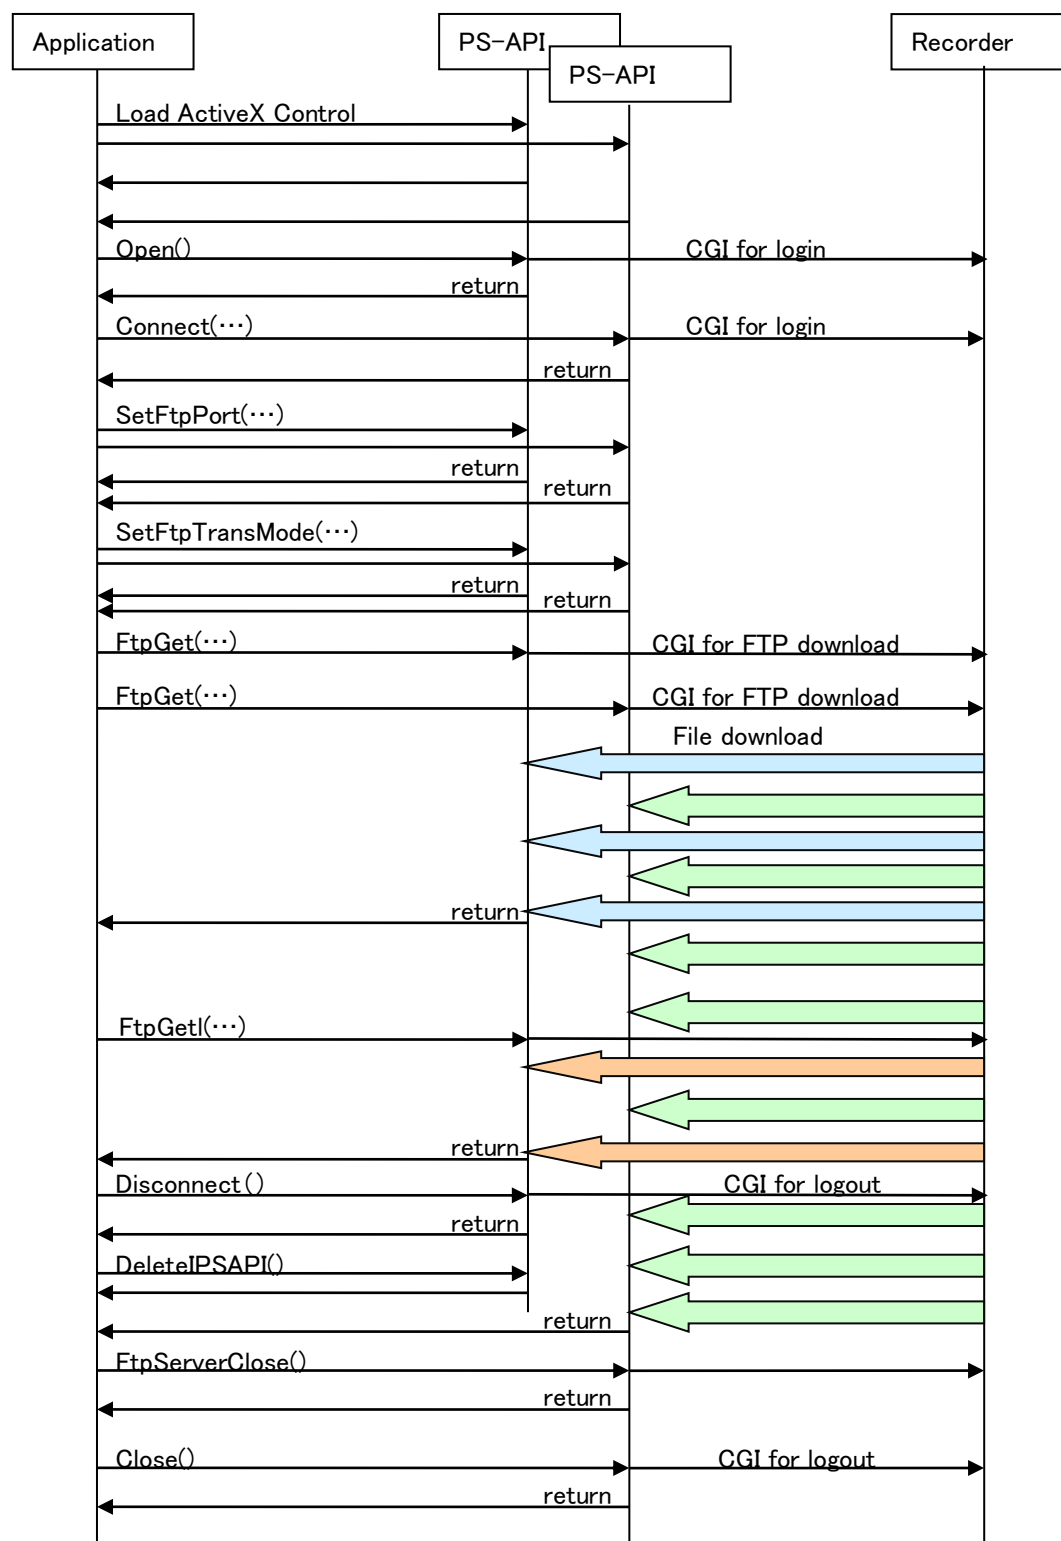 Application
PS-API
PS-API
Recorder
Load ActiveX Control
Open()
CGI for login
return
Connect(…)
CGI for login
return
SetFtpPort(…)
return
return
SetFtpTransMode(…)
return
return
FtpGet(…)
CGI for FTP download
FtpGet(…)
CGI for FTP download
File download
return
FtpGetl(…)
return
Disconnect()
CGI for logout
return
DeleteIPSAPI()
return
FtpServerClose()
return
Close()
CGI for logout
return